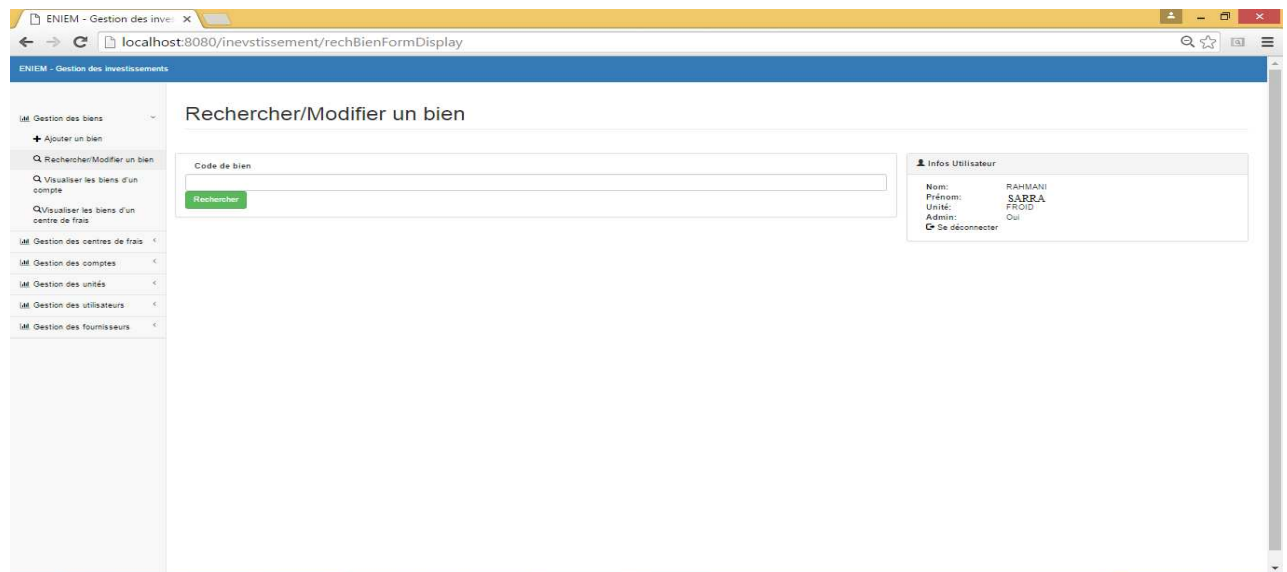 ENIEM - Gestion des inve
localhost:8080/inevstissement/rechBienFormDisplay
ENIEM - Gestion des investissements
Gestion des biens
Ajouter un bien
Rechercher/Modifier un bien
Visualiser les biens d'un
compte
Visualiser les biens d'un
centre de frais
Gestion des centres de frais
Gestion des comptes
Gestion des unités
Gestion des utilisateurs
Gestion des fournisseurs
Rechercher/Modifier un bien
Code de bien
Rechercher
Infos Utilisateur
Nom: RAHMANI
Prénom: SARRA
Unité: FROID
Admin: Oui
Se déconnecter